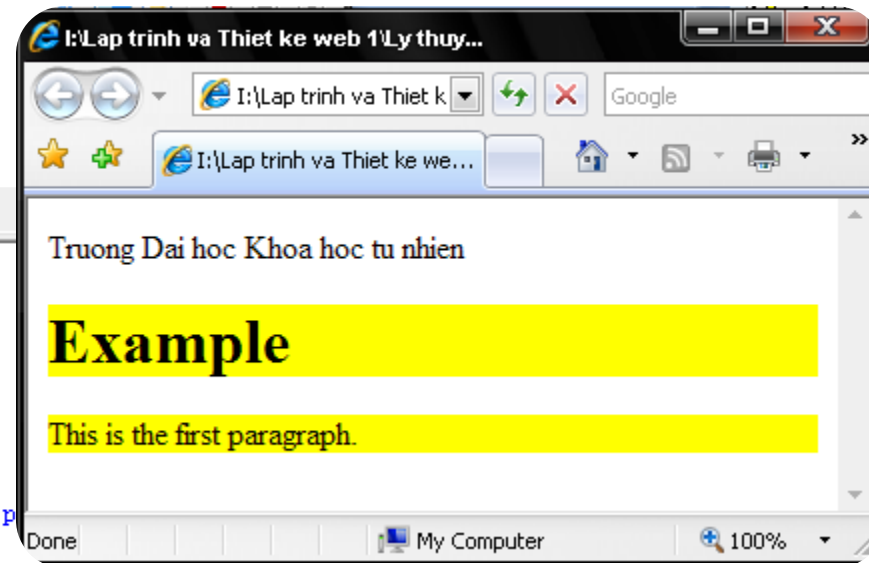 I:\Lap trinh va Thiet ke web 1\Ly thuy...
I:\Lap trinh va Thiet k
Google
I:\Lap trinh va Thiet ke we...
»
Truong Dai hoc Khoa hoc tu nhien
Example
This is the first paragraph.
p
Done
My Computer
100%